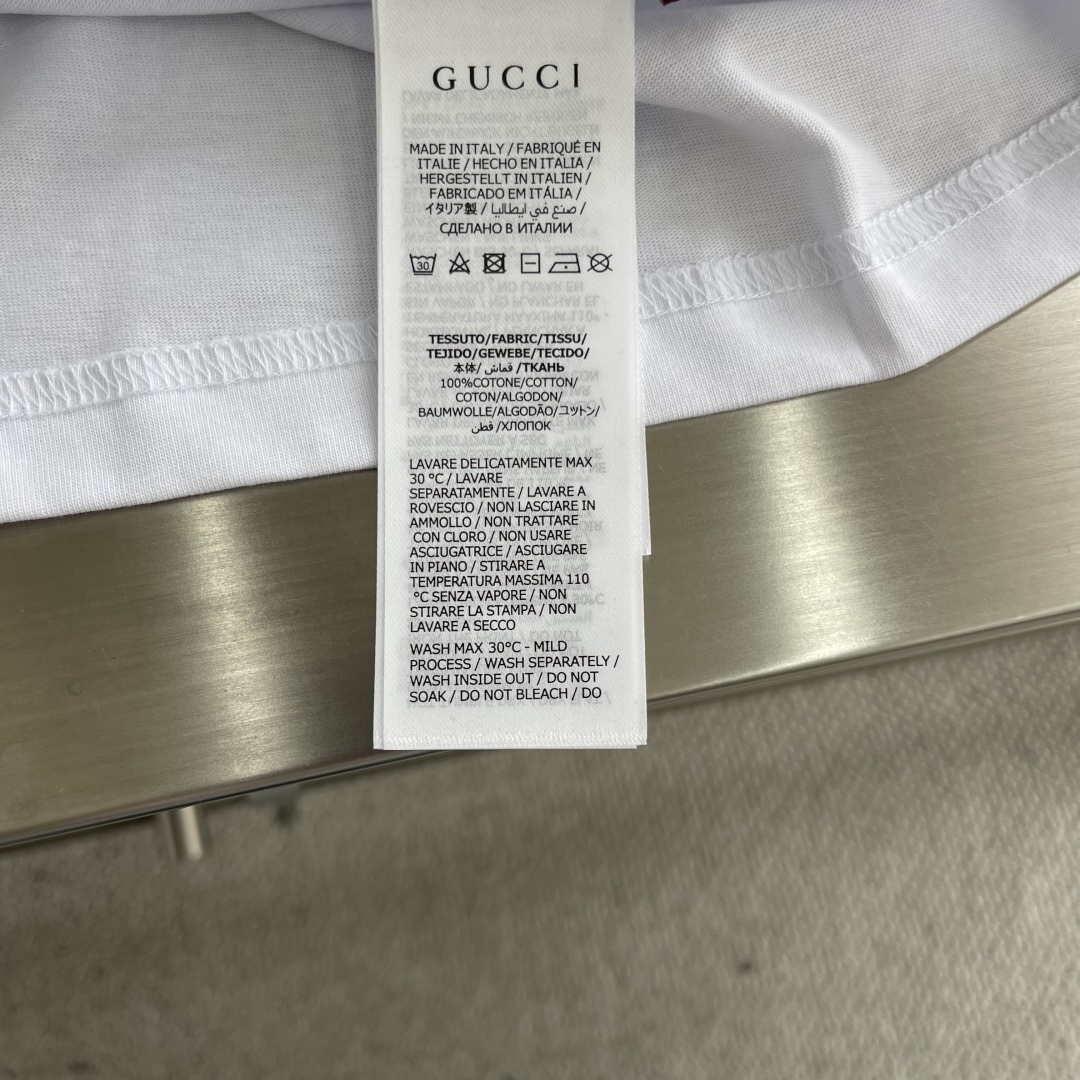 GUCCI
MADE IN ITALY / FABRIQUÉ EN
ITALIE / HECHO EN ITALIA /
HERGESTELLT IN ITALIEN /
FABRICADO EM ITÁLIA /
イタリア製 / صنع في ايطاليا /
СДЕЛАНО В ИТАЛИИ
30
TESSUTO/FABRIC/TISSU/
TEJIDO/GEWEBE/TECIDO/
本体/ قماش /ТКАНЬ
100%COTONE/COTTON/
COTON/ALGODON/
BAUMWOLLE/ALGODÃO/コットン/
قطن /ХЛОПОК
LAVARE DELICATAMENTE MAX
30 °C / LAVARE
SEPARATAMENTE / LAVARE A
ROVESCIO / NON LASCIARE IN
AMMOLLO / NON TRATTARE
CON CLORO / NON USARE
ASCIUGATRICE / ASCIUGARE
IN PIANO / STIRARE A
TEMPERATURA MASSIMA 110
°C SENZA VAPORE / NON
STIRARE LA STAMPA / NON
LAVARE A SECCO
WASH MAX 30°C - MILD
PROCESS / WASH SEPARATELY /
WASH INSIDE OUT / DO NOT
SOAK / DO NOT BLEACH / DO